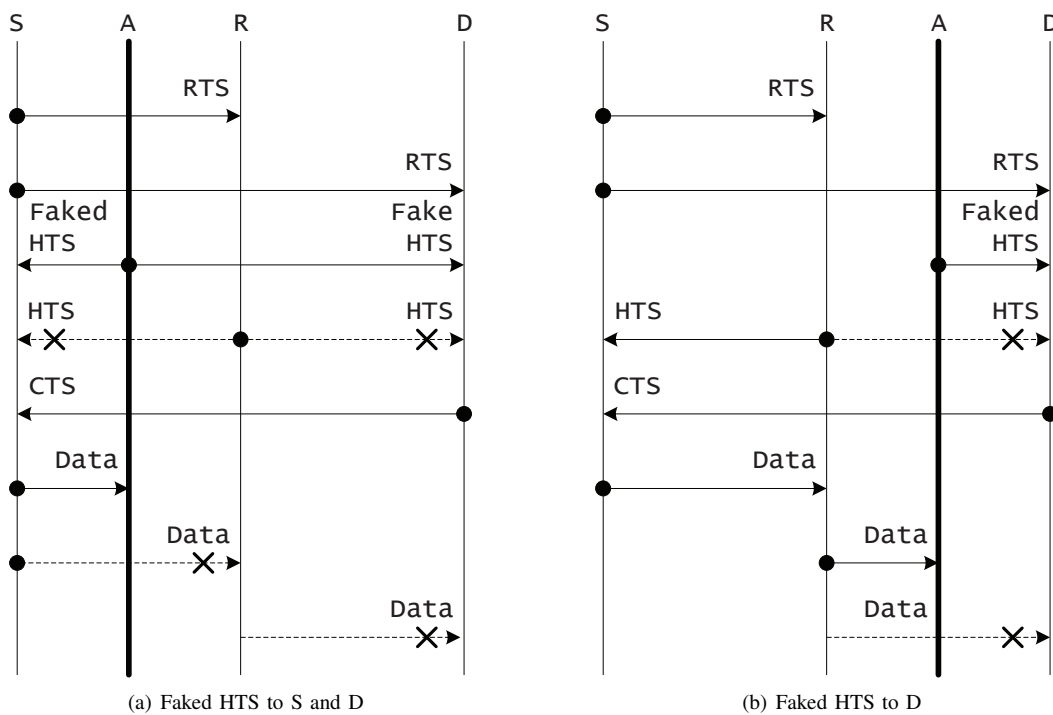 S A R D
RTS
RTS
Faked Fake
HTS HTS
HTS HTS
CTS
Data
Data
Data
(a) Faked HTS to S and D
S R A D
RTS
RTS
Faked
HTS
HTS HTS
CTS
Data
Data
Data
(b) Faked HTS to D